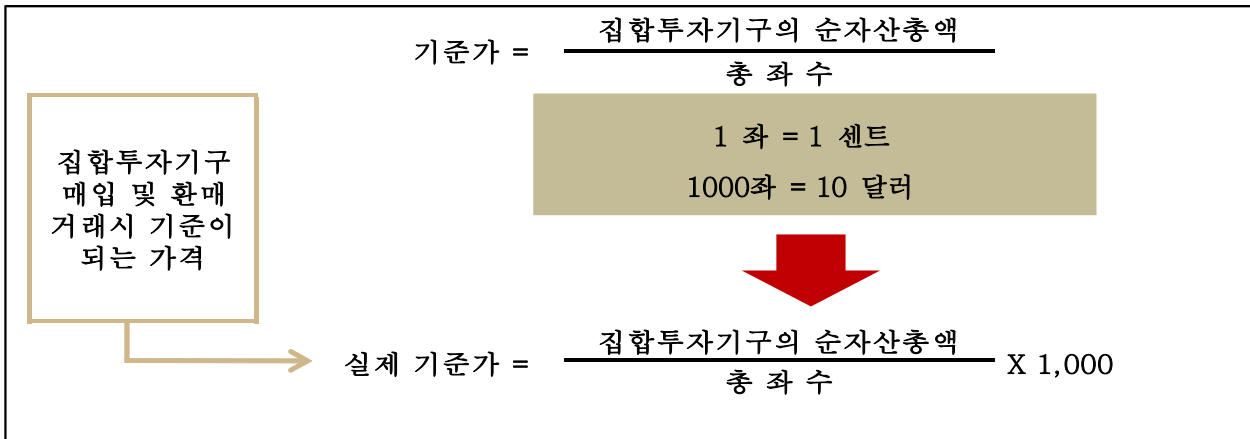 기준가 = 집합투자기구의 순자산총액
총 좌 수
1 좌 = 1 센트
1000좌 = 10 달러
집합투자기구
매입 및 환매
거래시 기준이
되는 가격
실제 기준가 = 집합투자기구의 순자산총액
총 좌 수
X 1,000